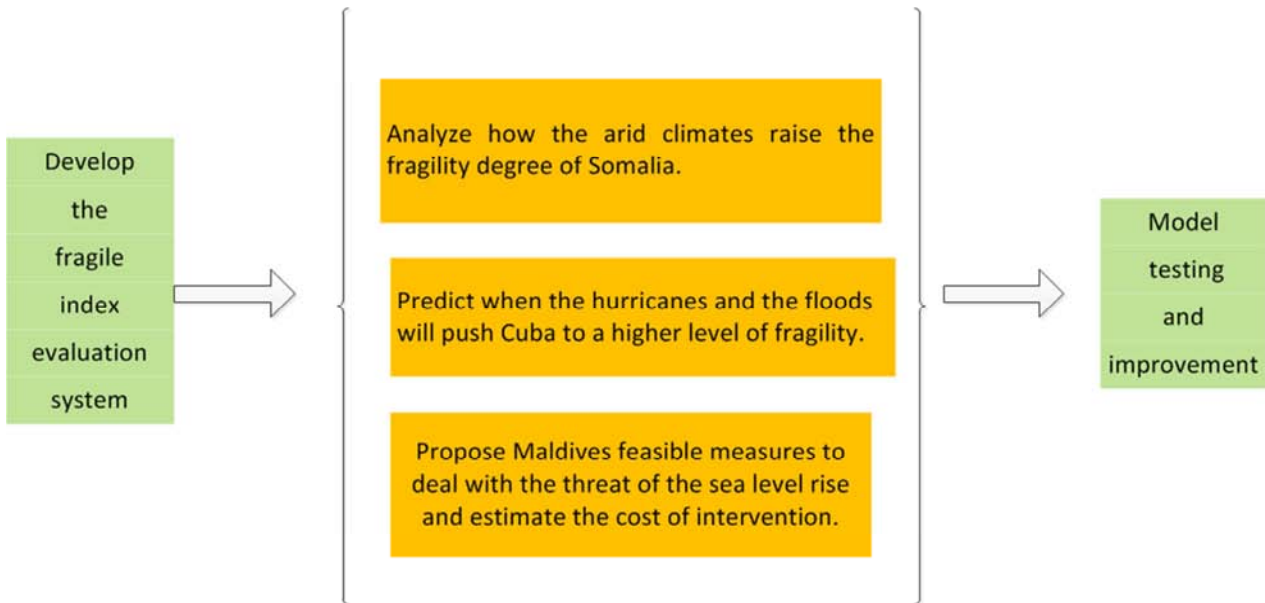 Develop
the
fragile
index
evaluation
system
Analyze how the arid climates raise the
fragility degree of Somalia.
Predict when the hurricanes and the floods
will push Cuba to a higher level of fragility.
Propose Maldives feasible measures to
deal with the threat of the sea level rise
and estimate the cost of intervention.
Model
testing
and
improvement